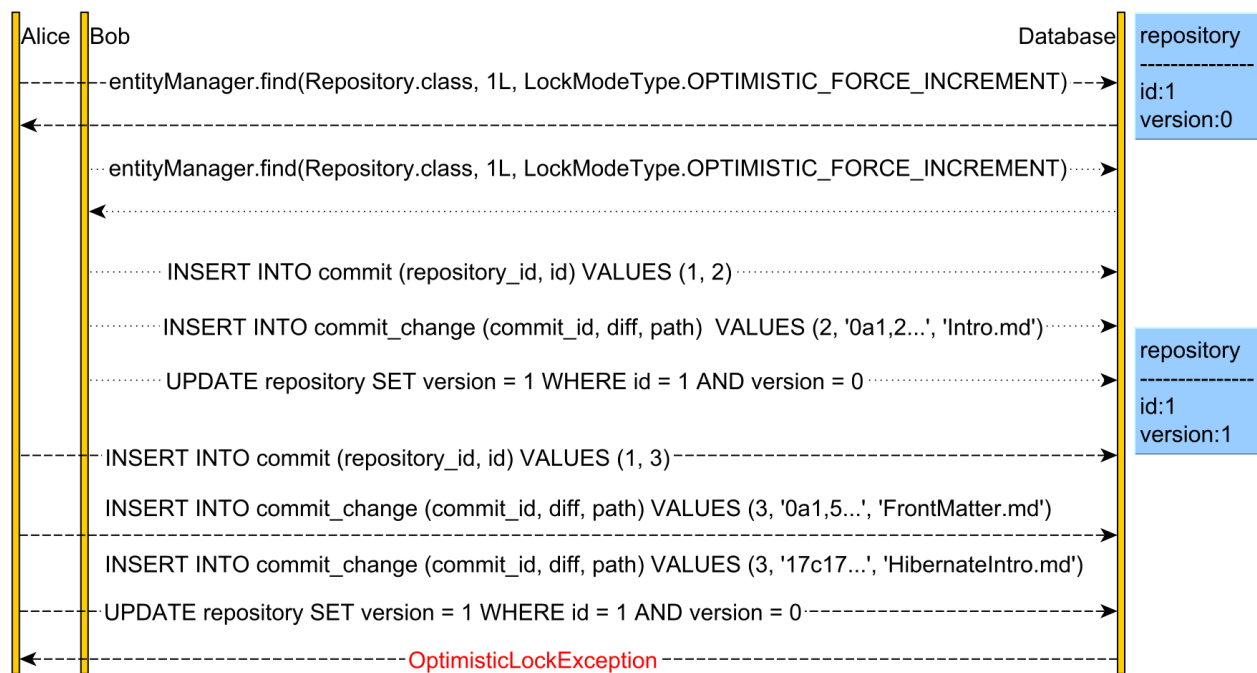 Alice
Bob
Database
repository
---------------
id:1
version:0
entityManager.find(Repository.class, 1L, LockModeType.OPTIMISTIC_FORCE_INCREMENT)
entityManager.find(Repository.class, 1L, LockModeType.OPTIMISTIC_FORCE_INCREMENT)
INSERT INTO commit (repository_id, id) VALUES (1, 2)
INSERT INTO commit_change (commit_id, diff, path)  VALUES (2, '0a1,2...', 'Intro.md')
UPDATE repository SET version = 1 WHERE id = 1 AND version = 0
repository
---------------
id:1
version:1
INSERT INTO commit (repository_id, id) VALUES (1, 3)
INSERT INTO commit_change (commit_id, diff, path) VALUES (3, '0a1,5...', 'FrontMatter.md')
INSERT INTO commit_change (commit_id, diff, path) VALUES (3, '17c17...', 'HibernateIntro.md')
UPDATE repository SET version = 1 WHERE id = 1 AND version = 0
OptimisticLockException